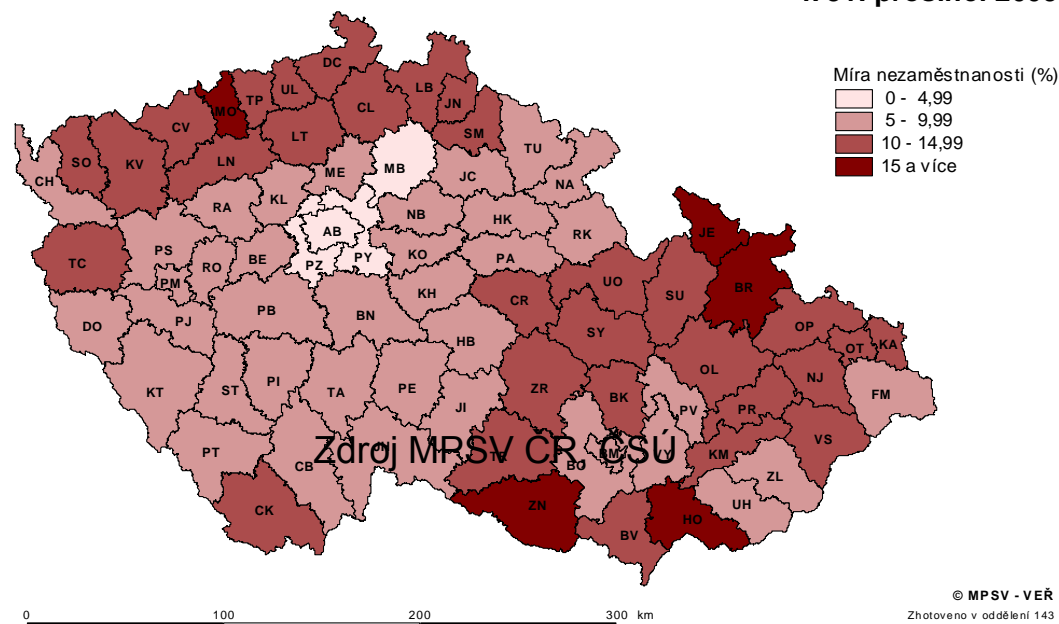 Míra nezaměstnanosti (%)
0 - 4,99
5 - 9,99
10 - 14,99
15 a více
DC
UL
TP
MO
LB
JN
CL
CV
LT
SM
SO
KV
LN
TU
CH
ME
MB
JC
NA
RA
KL
NB
HK
AB
RK
TC
PS
RO
BE
PZ
PY
KO
PA
JE
PM
KH
CR
UO
SU
BR
DO
PJ
PB
BN
HB
SY
OP
OT
KA
OL
KT
ST
PI
TA
PE
JI
ZR
BK
PV
PR
NJ
FM
PT
CB
Zdroj MPSV ČR, ČSÚ
BO
BM
VY
KM
VS
ZL
CK
ZN
BV
HO
UH
0 100 200 300 km
© MPSV - VEŘ
Zhotoveno v oddělení 143